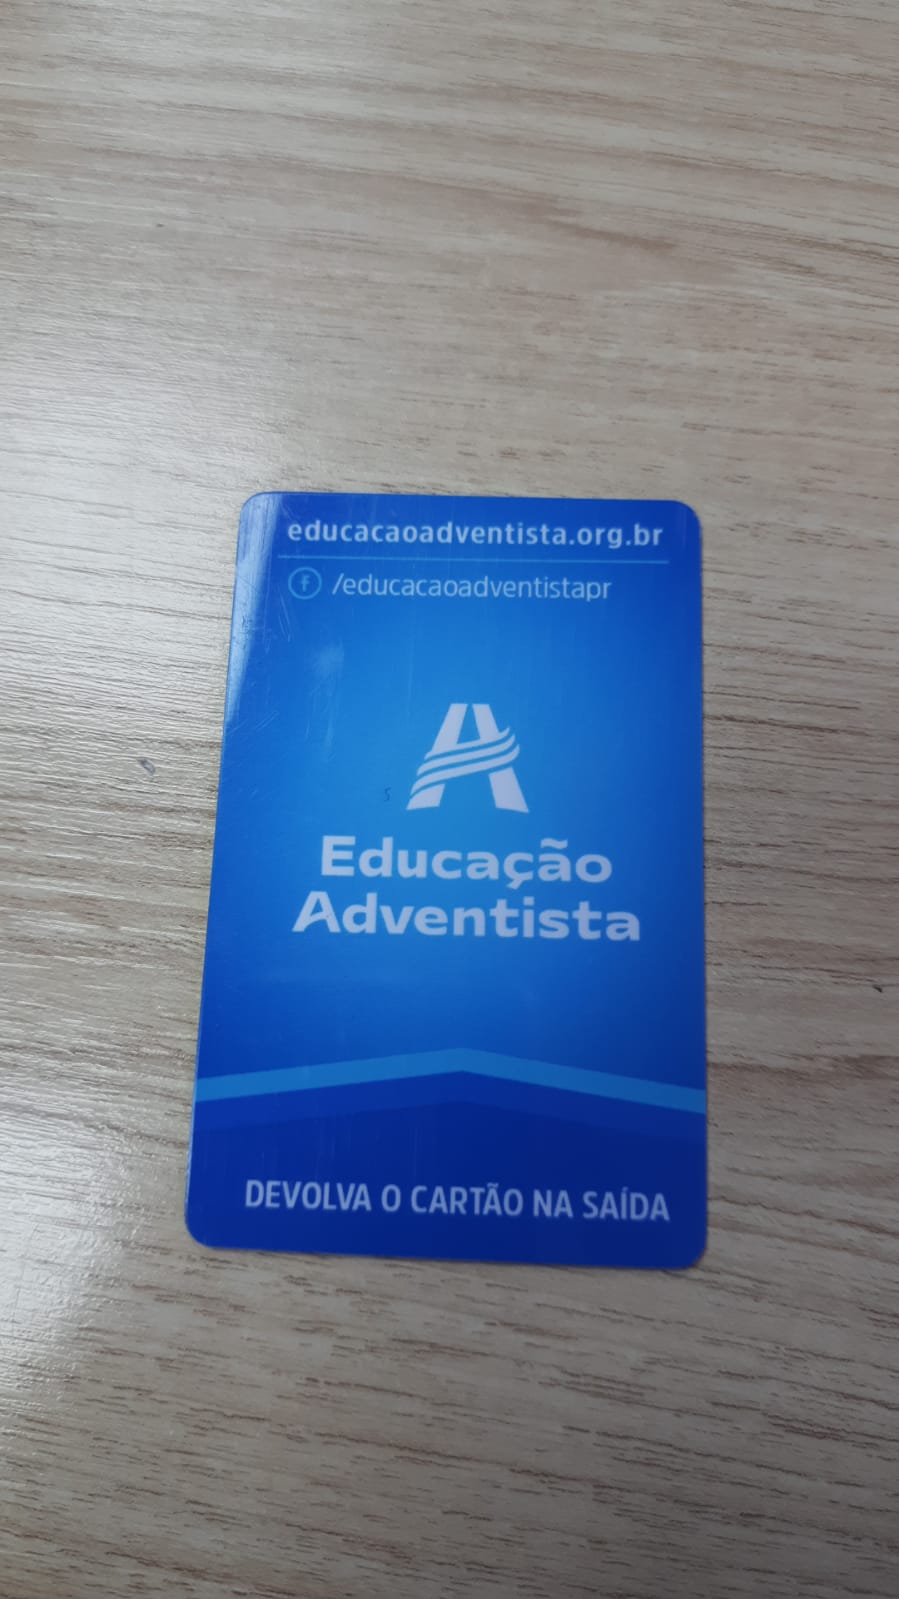 educacaoadventista.org.br
/educacaoadventistapr
Educação
Adventista
DEVOLVA O CARTÃO NA SAÍDA